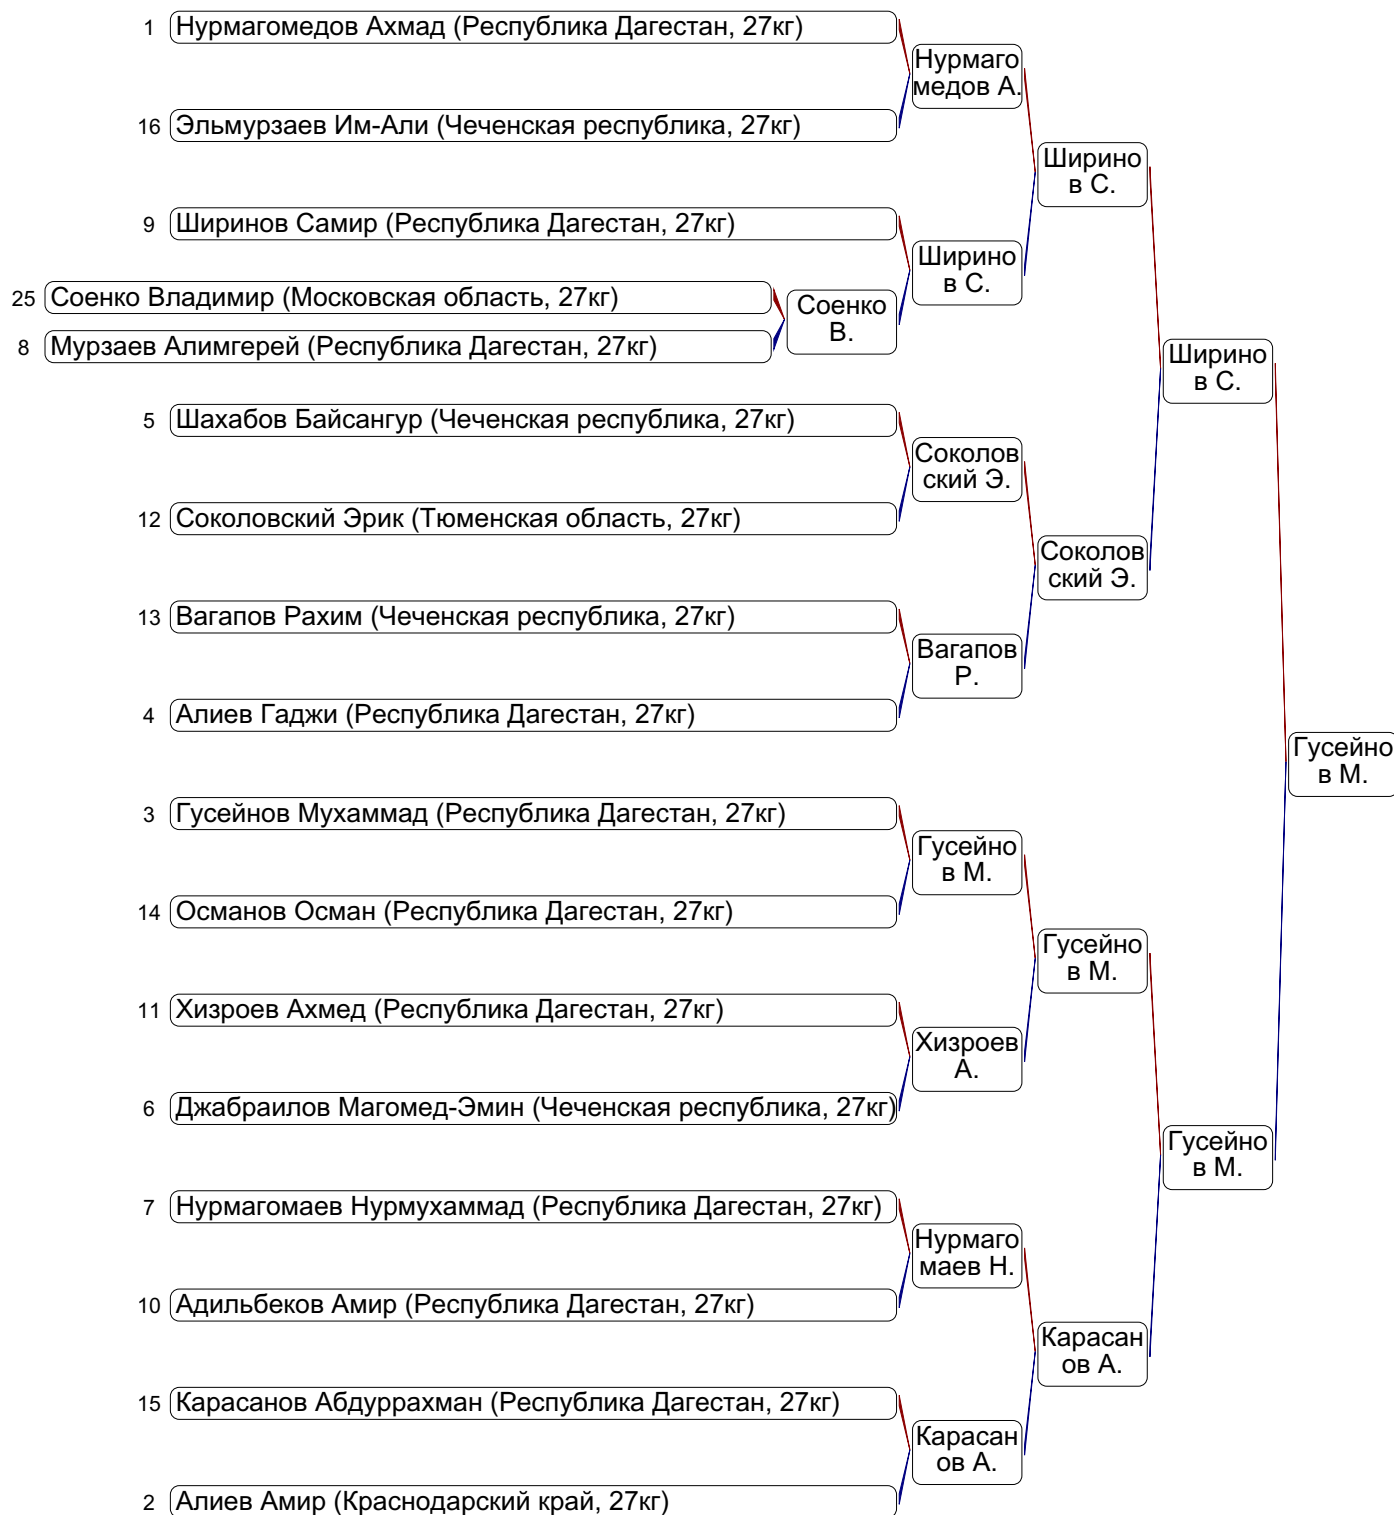 1 Нурмагомедов Ахмад (Республика Дагестан, 27кг)
Нурмаго
медов А.
16 Эльмурзаев Им-Али (Чеченская республика, 27кг)
Ширино
в С.
9 Ширинов Самир (Республика Дагестан, 27кг)
Ширино
в С.
25 Соенко Владимир (Московская область, 27кг)
Соенко
В.
8 Мурзаев Алимгерей (Республика Дагестан, 27кг)
Ширино
в С.
5 Шахабов Байсангур (Чеченская республика, 27кг)
Соколов
ский Э.
12 Соколовский Эрик (Тюменская область, 27кг)
Соколов
ский Э.
13 Вагапов Рахим (Чеченская республика, 27кг)
Вагапов
Р.
4 Алиев Гаджи (Республика Дагестан, 27кг)
Гусейно
в М.
3 Гусейнов Мухаммад (Республика Дагестан, 27кг)
Гусейно
в М.
14 Османов Осман (Республика Дагестан, 27кг)
Гусейно
в М.
11 Хизроев Ахмед (Республика Дагестан, 27кг)
Хизроев
А.
6 Джабраилов Магомед-Эмин (Чеченская республика, 27кг)
Гусейно
в М.
7 Нурмагомаев Нурмухаммад (Республика Дагестан, 27кг)
Нурмаго
маев Н.
10 Адильбеков Амир (Республика Дагестан, 27кг)
Карасан
ов А.
15 Карасанов Абдуррахман (Республика Дагестан, 27кг)
Карасан
ов А.
2 Алиев Амир (Краснодарский край, 27кг)